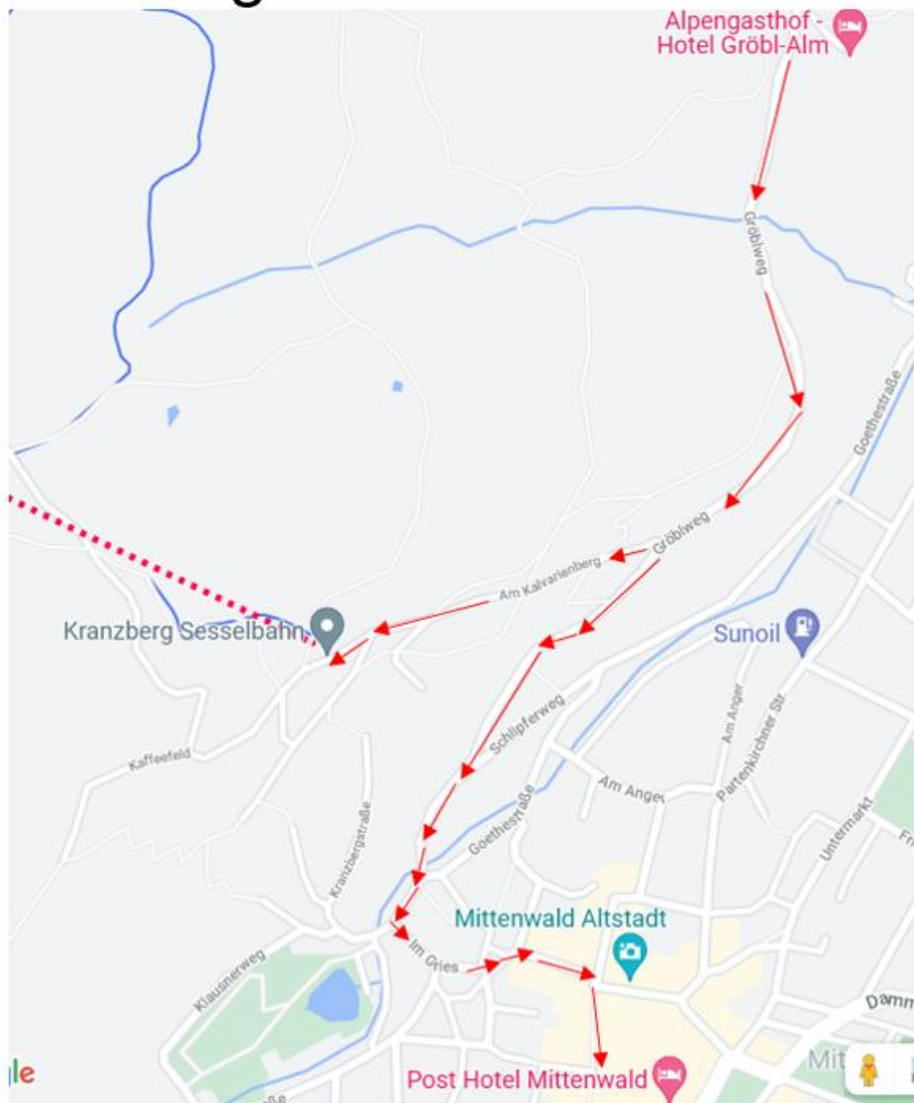 Alpengasthof -
Hotel Gröbl-Alm
Gröblweg
Goethestraße
Gröblweg
Am Kalvarienberg
Kranzberg Sesselbahn
Sunoil
Schlipferweg
Am Anger
Partenkirchner Str.
Kaffeefeld
Am Anger
Goethestraße
Untermarkt
Kranzbergstraße
Mittenwald Altstadt
Im Gries
Klausnerweg
Post Hotel Mittenwald